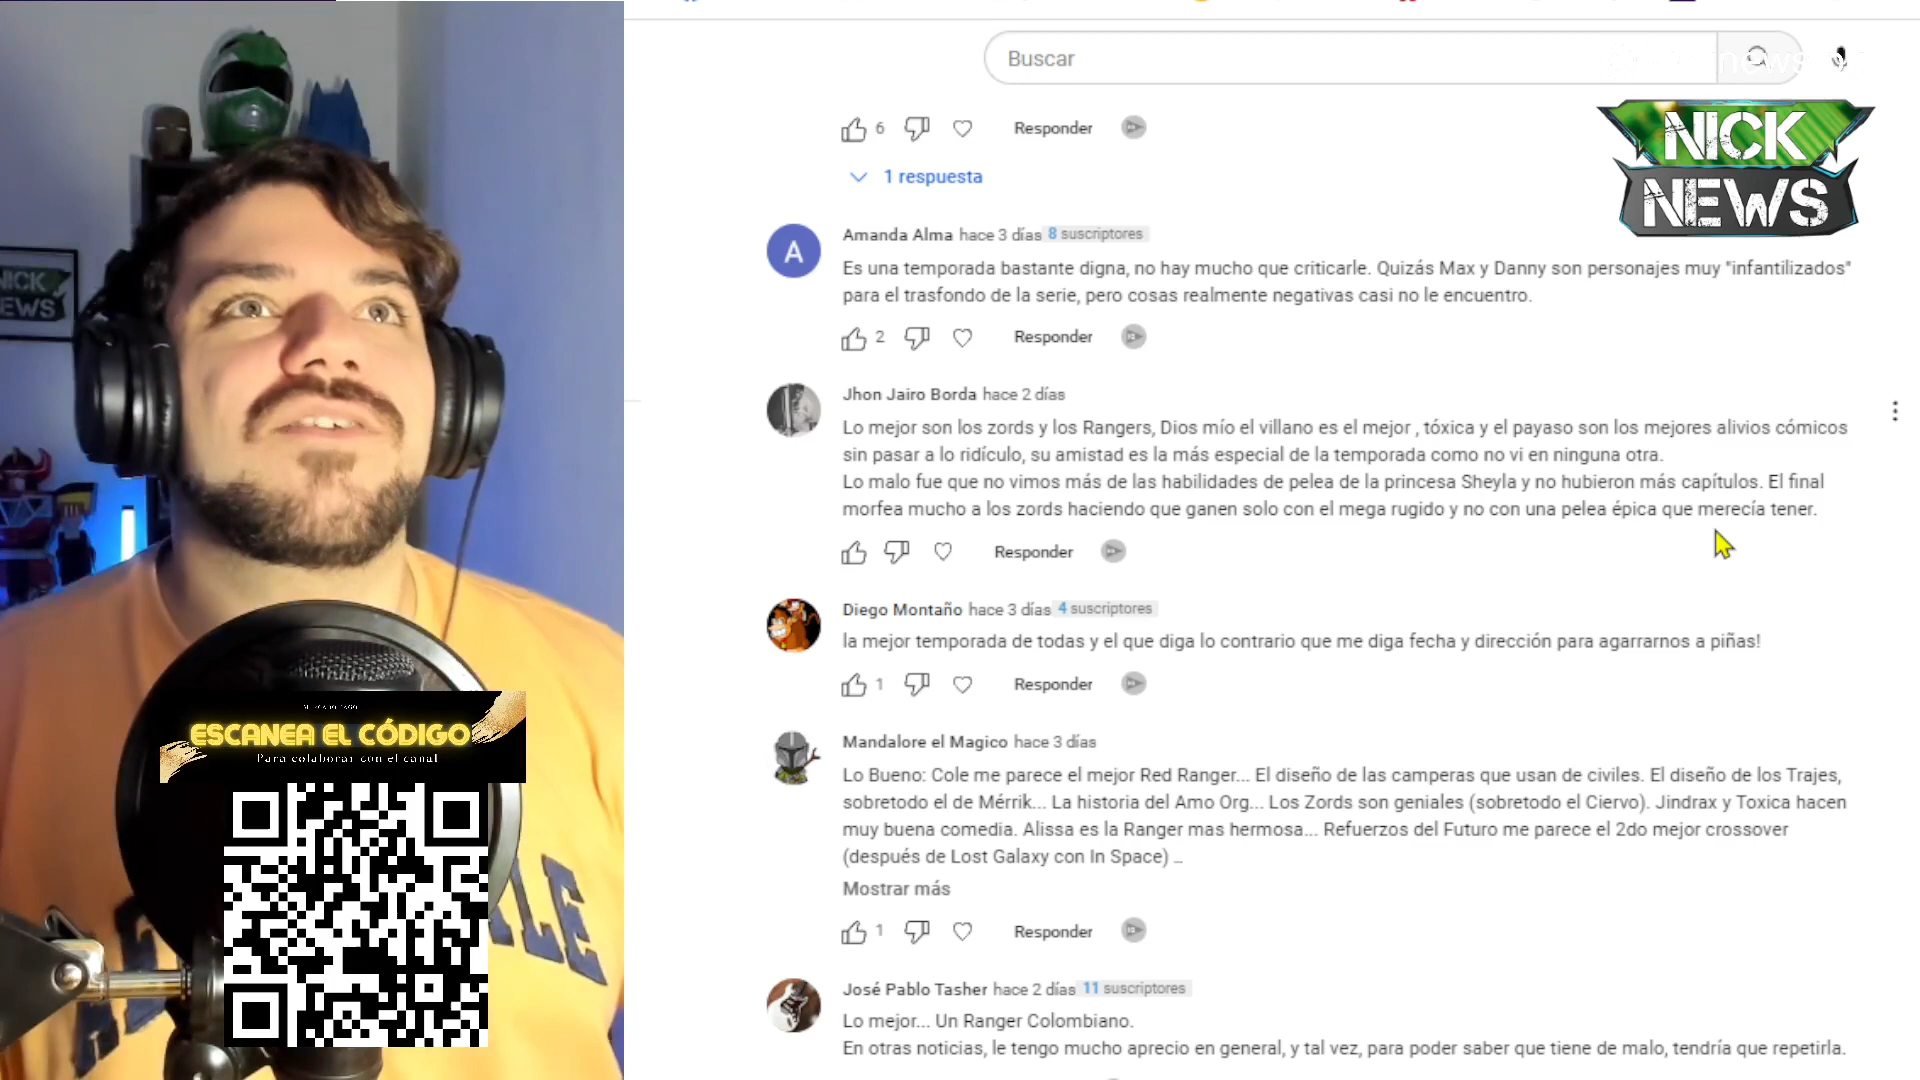 Buscar
news
NICK
NEWS
6
Responder
1 respuesta
Amanda Alma hace 3 días 8 suscriptores
A
Es una temporada bastante digna, no hay mucho que criticarle. Quizás Max y Danny son personajes muy "infantilizados"
para el trasfondo de la serie, pero cosas realmente negativas casi no le encuentro.
2
Responder
NICK
EWS
Jhon Jairo Borda hace 2 días
Lo mejor son los zords y los Rangers, Dios mío el villano es el mejor , tóxica y el payaso son los mejores alivios cómicos
sin pasar a lo ridículo, su amistad es la más especial de la temporada como no vi en ninguna otra.
Lo malo fue que no vimos más de las habilidades de pelea de la princesa Sheyla y no hubieron más capítulos. El final
morfea mucho a los zords haciendo que ganen solo con el mega rugido y no con una pelea épica que merecía tener.
Responder
Diego Montaño hace 3 días 4 suscriptores
la mejor temporada de todas y el que diga lo contrario que me diga fecha y dirección para agarrarnos a piñas!
1
Responder
ESCANEA EL CÓDIGO
Para colaborar con el canal
Mandalore el Magico hace 3 días
Lo Bueno: Cole me parece el mejor Red Ranger... El diseño de las camperas que usan de civiles. El diseño de los Trajes,
sobretodo el de Mérrik... La historia del Amo Org... Los Zords son geniales (sobretodo el Ciervo). Jindrax y Toxica hacen
muy buena comedia. Alissa es la Ranger mas hermosa... Refuerzos del Futuro me parece el 2do mejor crossover
(después de Lost Galaxy con In Space) ...
Mostrar más
1
Responder
José Pablo Tasher hace 2 días 11 suscriptores
Lo mejor... Un Ranger Colombiano.
En otras noticias, le tengo mucho aprecio en general, y tal vez, para poder saber que tiene de malo, tendría que repetirla.